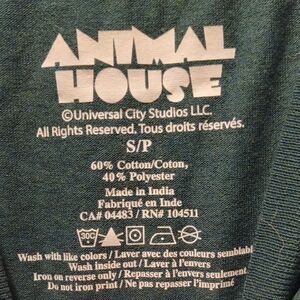 ANIMAL
HOUSE
©Universal City Studios LLC.
All Rights Reserved. Tous droits réservés.
S/P
60% Cotton/Coton,
40% Polyester
Made in India
Fabriqué en Inde
CA# 04483 / RN# 104511
30C
Wash with like colors / Laver avec des couleurs semblabl
Wash inside out / Laver à l'envers
Iron on reverse only / Repasser à l'envers seulement
Do not iron print / Ne pas repasser l'imprimé